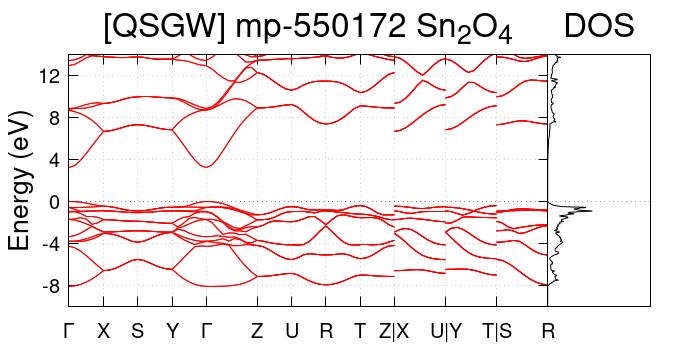 [QSGW] mp-550172 Sn₂O₄ DOS
Energy (eV)
12
8
4
0
-4
-8
Γ X S Y Γ Z U R T Z|X U|Y T|S R